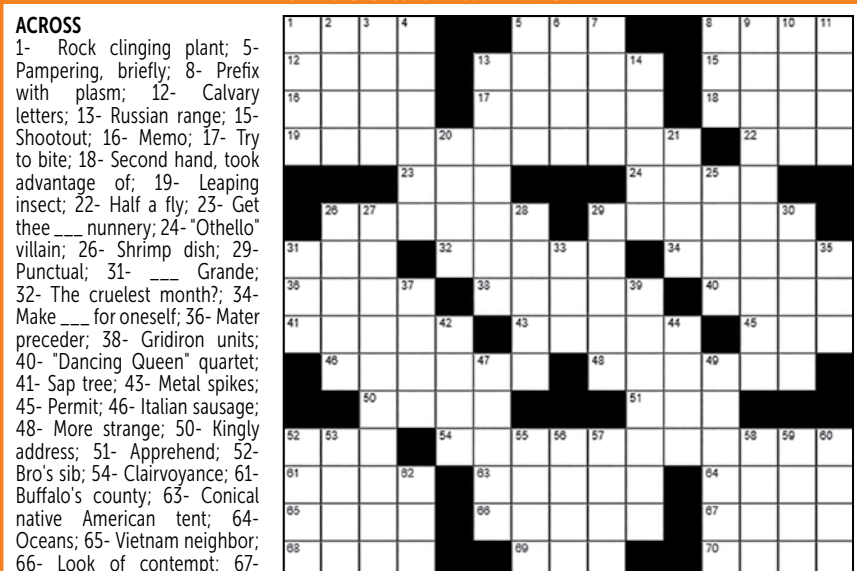 ACROSS
1- Rock clinging plant; 5-
Pampering, briefly; 8- Prefix
with plasm; 12- Calvary
letters; 13- Russian range; 15-
Shootout; 16- Memo; 17- Try
to bite; 18- Second hand, took
advantage of; 19- Leaping
insect; 22- Half a fly; 23- Get
thee ___ nunnery; 24- "Othello"
villain; 26- Shrimp dish; 29-
Punctual; 31- ___ Grande;
32- The cruelest month?; 34-
Make ___ for oneself; 36- Mater
preceder; 38- Gridiron units;
40- "Dancing Queen" quartet;
41- Sap tree; 43- Metal spikes;
45- Permit; 46- Italian sausage;
48- More strange; 50- Kingly
address; 51- Apprehend; 52-
Bro's sib; 54- Clairvoyance; 61-
Buffalo's county; 63- Conical
native American tent; 64-
Oceans; 65- Vietnam neighbor;
66- Look of contempt; 67-
1 2 3 4 5 6 7 8 9 10 11
12 13 14 15
16 17 18
19 20 21 22
23 24 25
26 27 28 29 30
31 32 33 34 35
36 37 38 39 40
41 42 43 44 45
46 47 48 49
50 51
52 53 54 55 56 57 58 59 60
61 62 63 64
65 66 67
68 69 70